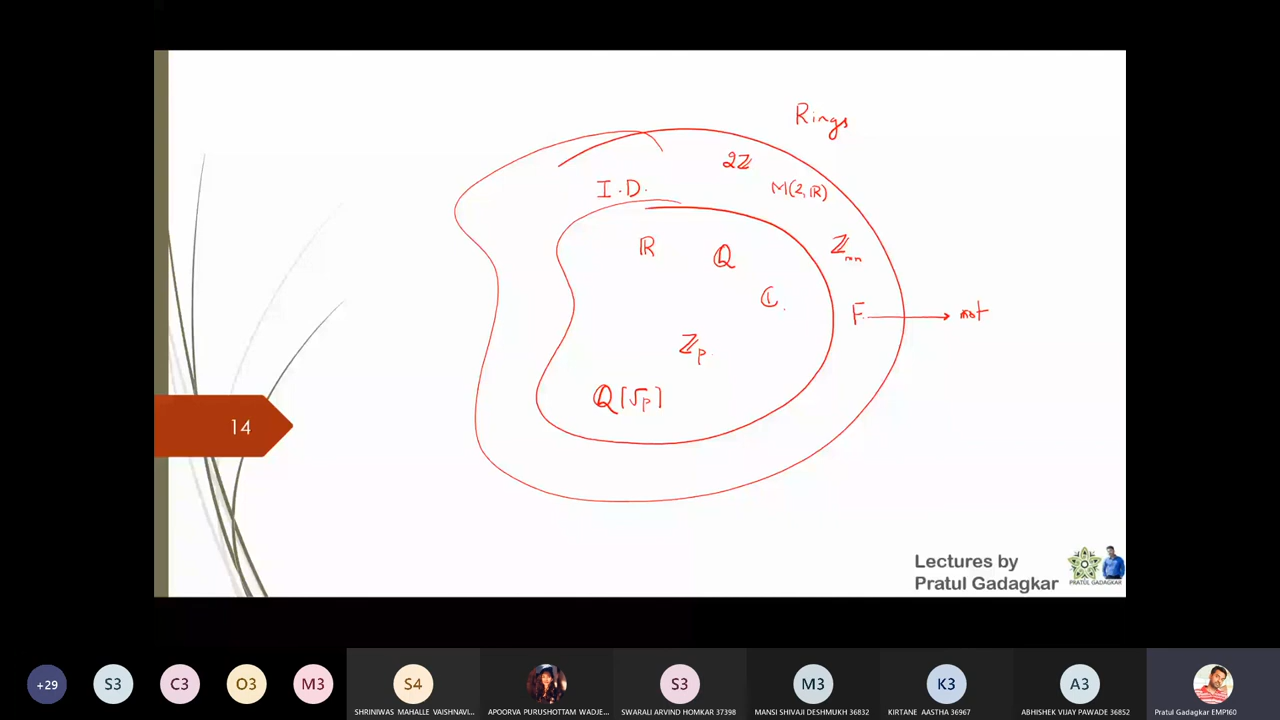 Rings
2ℤ
I.D.
M(2,ℝ)
ℝ
ℚ
ℤmn
ℂ
F → not
ℤp
ℚ[√p]
14
Lectures by
Pratul Gadagkar
PRATUL GADAGKAR
+29
S3
C3
O3
M3
S4
S3
M3
K3
A3
SHRINIWAS MAHALLE VAISHNAVI...
APOORVA PURUSHOTTAM WADJE...
SWARALI ARVIND HOMKAR 37398
MANSI SHIVAJI DESHMUKH 36832
KIRTANE AASTHA 36967
ABHISHEK VIJAY PAWADE 36852
Pratul Gadagkar EMP160